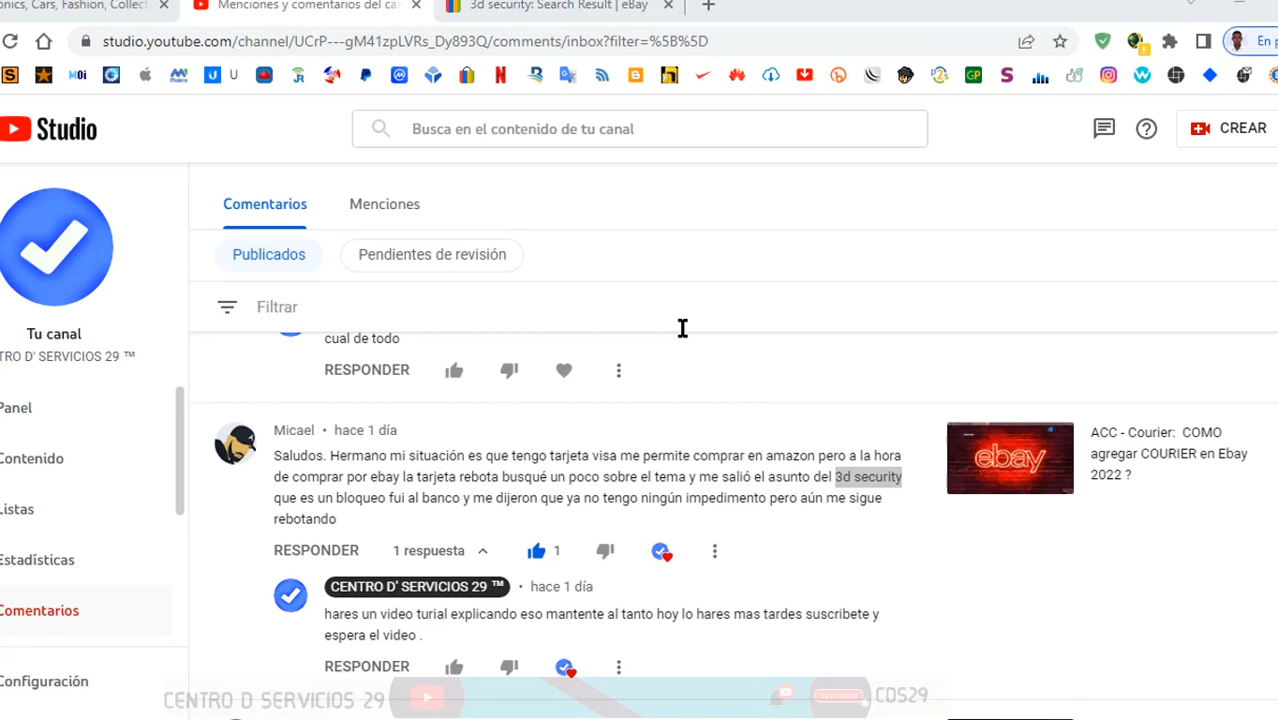 onics, Cars, Fashion, Collect
Menciones y comentarios del ca
3d security: Search Result | eBay
studio.youtube.com/channel/UCrP---gM41zpLVRs_Dy893Q/comments/inbox?filter=%5B%5D
En p
U
Studio
Busca en el contenido de tu canal
CREAR
Comentarios
Menciones
Publicados
Pendientes de revisión
Filtrar
Tu canal
TRO D' SERVICIOS 29 ™
Panel
Contenido
Listas
Estadísticas
Comentarios
Configuración
cual de todo
RESPONDER
Micael • hace 1 día
Saludos. Hermano mi situación es que tengo tarjeta visa me permite comprar en amazon pero a la hora
de comprar por ebay la tarjeta rebota busqué un poco sobre el tema y me salió el asunto del 3d security
que es un bloqueo fui al banco y me dijeron que ya no tengo ningún impedimento pero aún me sigue
rebotando
RESPONDER
1 respuesta
1
ebay
ACC - Courier: COMO
agregar COURIER en Ebay
2022 ?
CENTRO D' SERVICIOS 29 ™ • hace 1 día
hares un video turial explicando eso mantente al tanto hoy lo hares mas tardes suscribete y
espera el video .
RESPONDER
CENTRO D SERVICIOS 29
CDS29